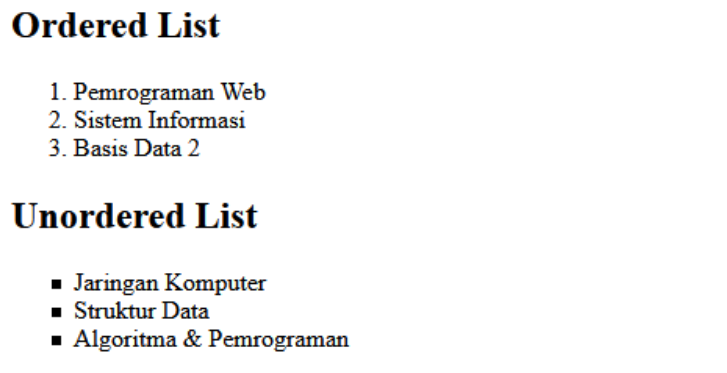 Ordered List
1. Pemrograman Web
2. Sistem Informasi
3. Basis Data 2
Unordered List
▪ Jaringan Komputer
▪ Struktur Data
▪ Algoritma & Pemrograman